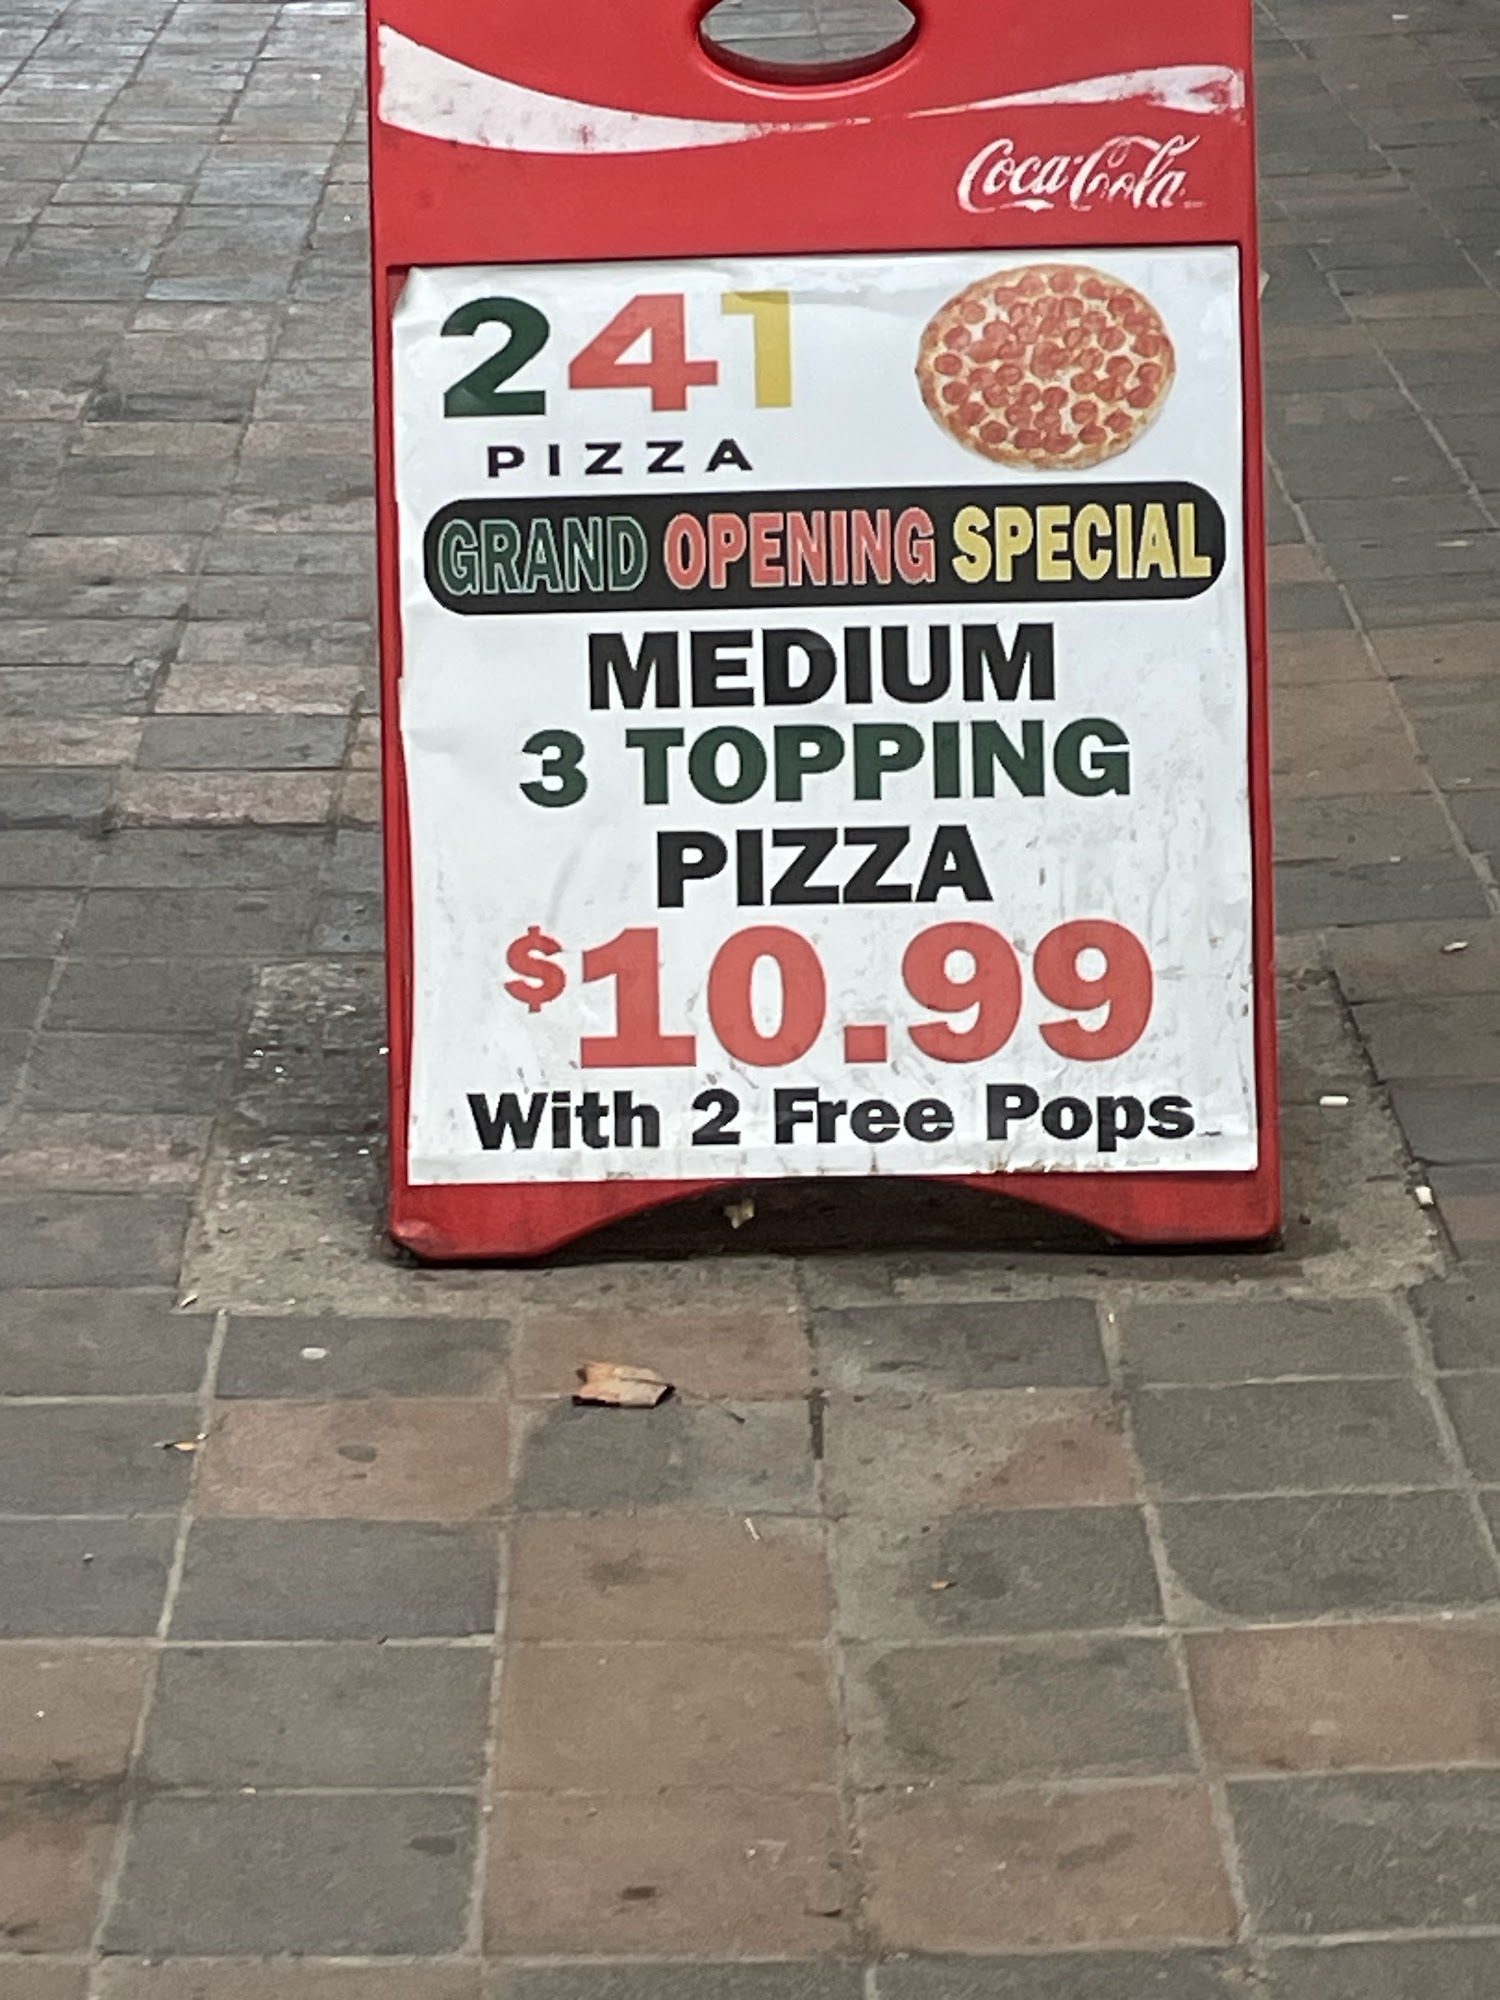 Coca-Cola
241
PIZZA
GRAND OPENING SPECIAL
MEDIUM
3 TOPPING
PIZZA
$10.99
With 2 Free Pops